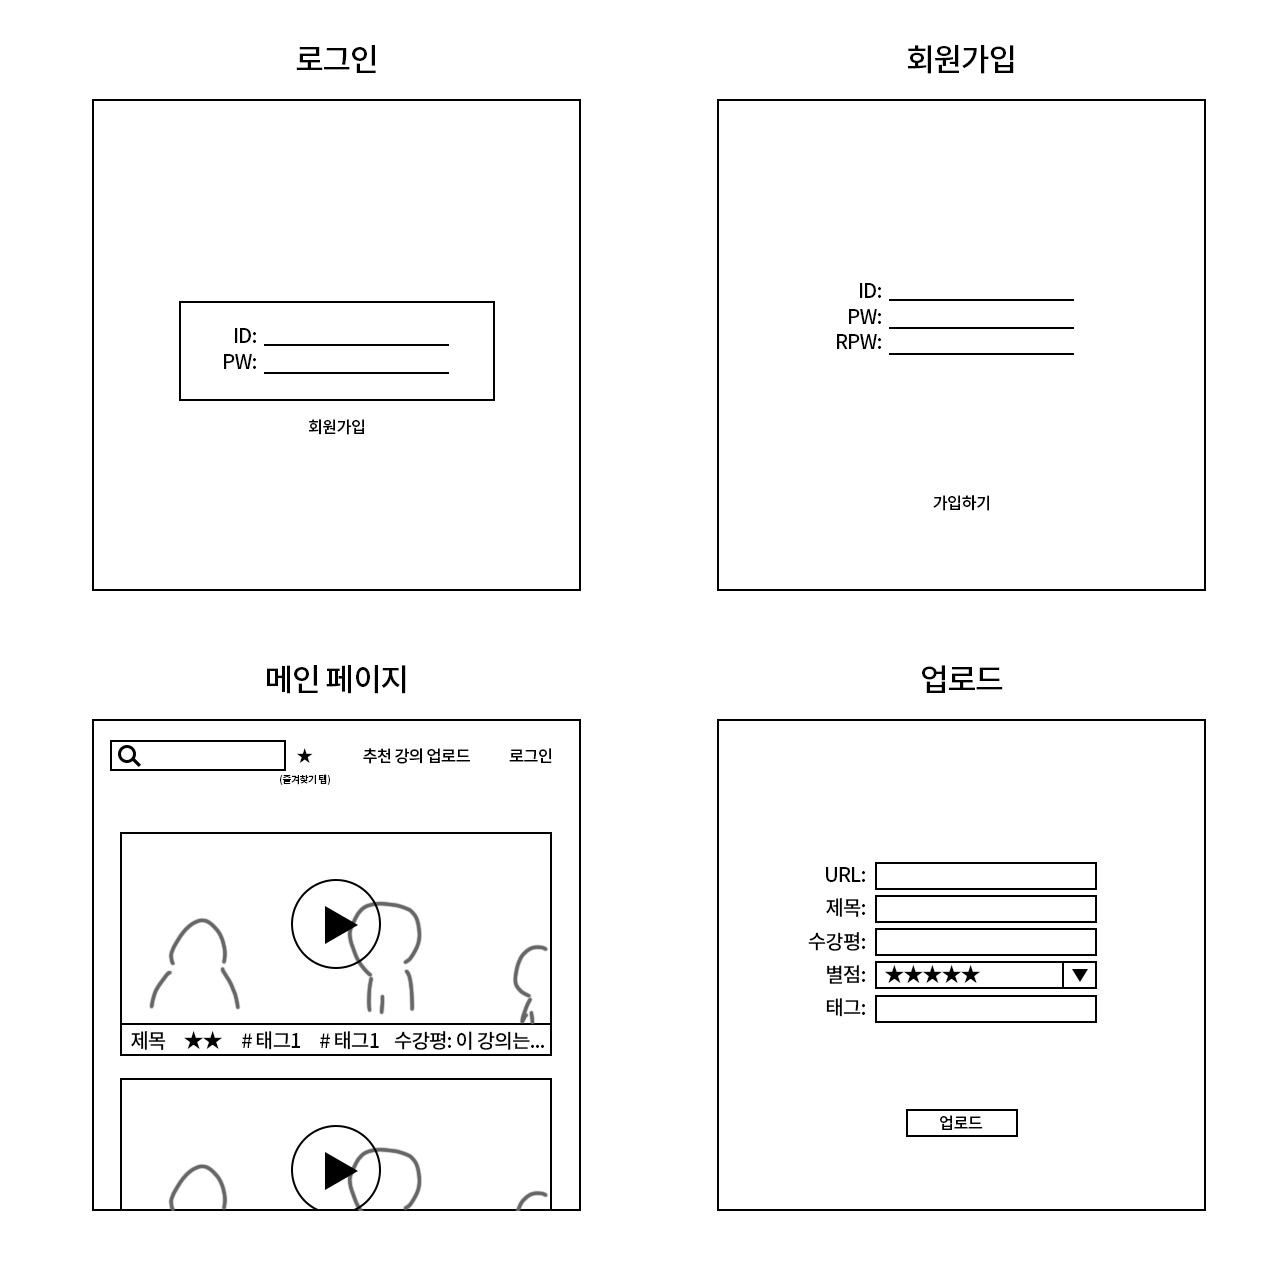 로그인
ID:
PW:
회원가입
회원가입
ID:
PW:
RPW:
가입하기
메인 페이지
★ 추천 강의 업로드 로그인
(즐겨찾기 탭)
제목 ★★ # 태그1 # 태그1 수강평: 이 강의는...
업로드
URL:
제목:
수강평:
별점: ★★★★★
태그:
업로드